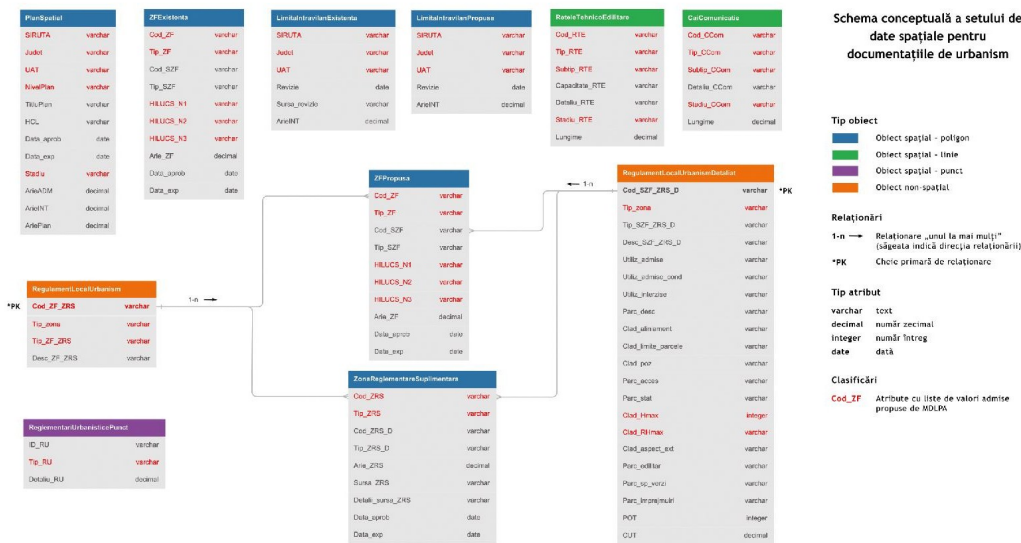 PlanSpatial
SIRUTA varchar
Judet varchar
UAT varchar
NivelPlan varchar
TitluPlan varchar
HCL varchar
Data_aprob date
Data_exp date
Stadiu varchar
ArieADM decimal
ArieINT decimal
AriePlan decimal
ZFExistenta
Cod_ZF varchar
Tip_ZF varchar
Cod_SZF varchar
Tip_SZF varchar
HILUCS_N1 varchar
HILUCS_N2 varchar
HILUCS_N3 varchar
Arie_ZF decimal
Data_aprob date
Data_exp date
LimitaIntravilanExistenta
SIRUTA varchar
Judet varchar
UAT varchar
Revizie date
Sursa_revizie varchar
ArieINT decimal
LimitaIntravilanPropusa
SIRUTA varchar
Judet varchar
UAT varchar
Revizie date
ArieINT decimal
ReteleTehnicoEdilitare
Cod_RTE varchar
Tip_RTE varchar
Subtip_RTE varchar
Capacitate_RTE varchar
Detaliu_RTE varchar
Stadiu_RTE varchar
Lungime decimal
CaiComunicatie
Cod_CCom varchar
Tip_CCom varchar
Subtip_CCom varchar
Detaliu_CCom varchar
Stadiu_CCom varchar
Lungime decimal
Schema conceptuală a setului de
date spațiale pentru
documentațiile de urbanism
Tip obiect
Obiect spațial - poligon
Obiect spațial - linie
Obiect spațial - punct
Obiect non-spațial
Relaționări
1-n → Relaționare „unul la mai mulți"
(săgeata indică direcția relaționării)
*PK Cheie primară de relaționare
Tip atribut
varchar text
decimal număr zecimal
integer număr întreg
date dată
Clasificări
Cod_ZF Atribute cu liste de valori admise
propuse de MDLPA
ZFPropusa
Cod_ZF varchar
Tip_ZF varchar
Cod_SZF varchar
Tip_SZF varchar
HILUCS_N1 varchar
HILUCS_N2 varchar
HILUCS_N3 varchar
Arie_ZF decimal
Data_aprob date
Data_exp date
← 1-n
RegulamentLocalUrbanismDetaliat
Cod_SZF_ZRS_D varchar *PK
Tip_zona varchar
Tip_SZF_ZRS_D varchar
Desc_SZF_ZRS_D varchar
Utiliz_admise varchar
Utiliz_admise_cond varchar
Utiliz_interzise varchar
Parc_desc varchar
Clad_aliniament varchar
Clad_limite_parcele varchar
Clad_poz varchar
Parc_acces varchar
Parc_stat varchar
Clad_Hmax integer
Clad_RHmax varchar
Clad_aspect_ext varchar
Parc_edilitar varchar
Parc_sp_verzi varchar
Parc_imprejmuiri varchar
POT integer
CUT decimal
RegulamentLocalUrbanism
*PK Cod_ZF_ZRS varchar
Tip_zona varchar
Tip_ZF_ZRS varchar
Desc_ZF_ZRS varchar
1-n →
ZonaReglementareSuplimentara
Cod_ZRS varchar
Tip_ZRS varchar
Cod_ZRS_D varchar
Tip_ZRS_D varchar
Arie_ZRS decimal
Sursa_ZRS varchar
Detalii_sursa_ZRS varchar
Data_aprob date
Data_exp date
ReglementariUrbanisticePunct
ID_RU varchar
Tip_RU varchar
Detaliu_RU decimal